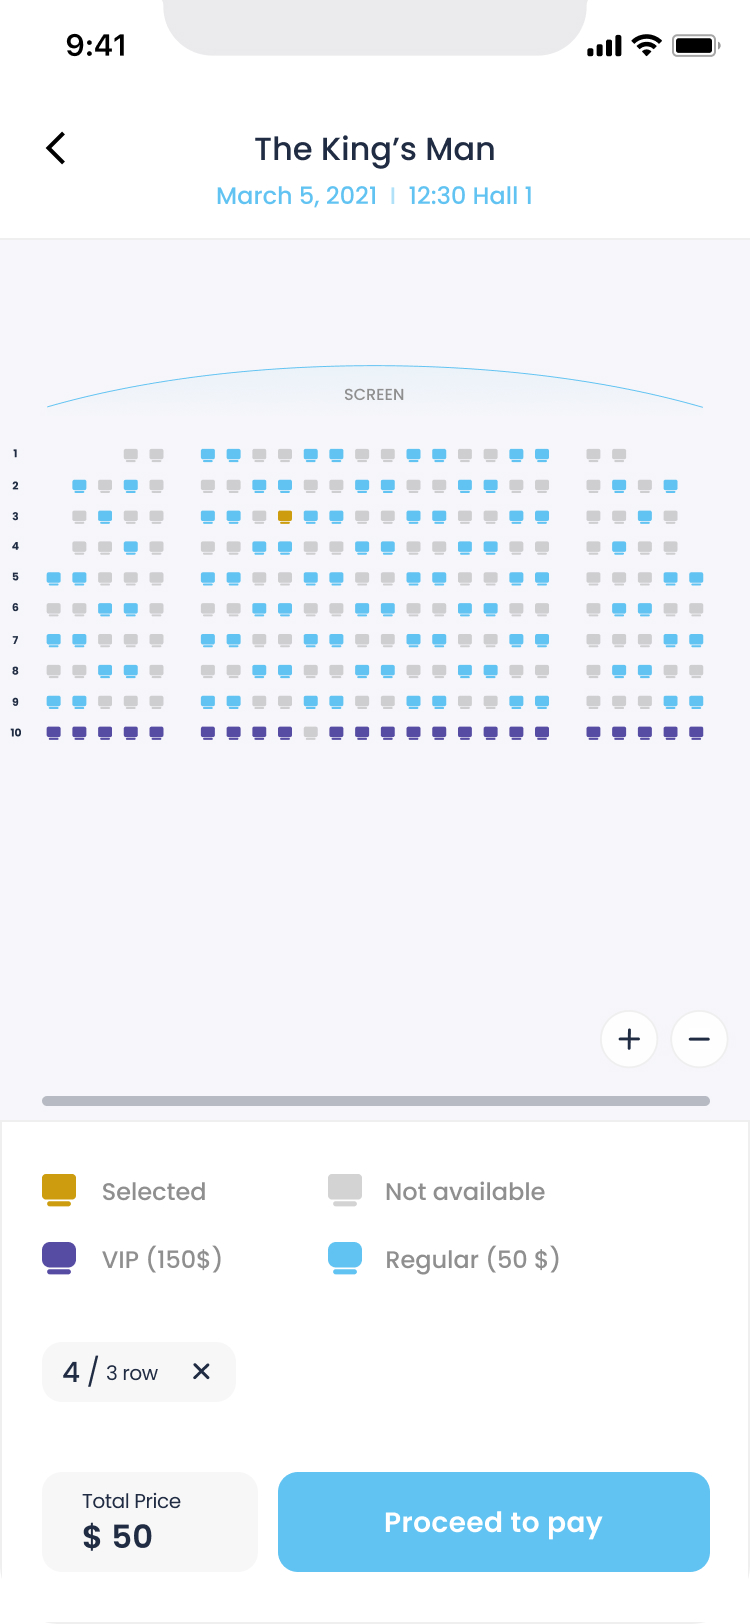 9:41
The King’s Man
March 5, 2021 | 12:30 Hall 1
SCREEN
1
2
3
4
5
6
7
8
9
10
+ −
Selected
Not available
VIP (150$)
Regular (50 $)
4 / 3 row ✕
Total Price
$ 50
Proceed to pay